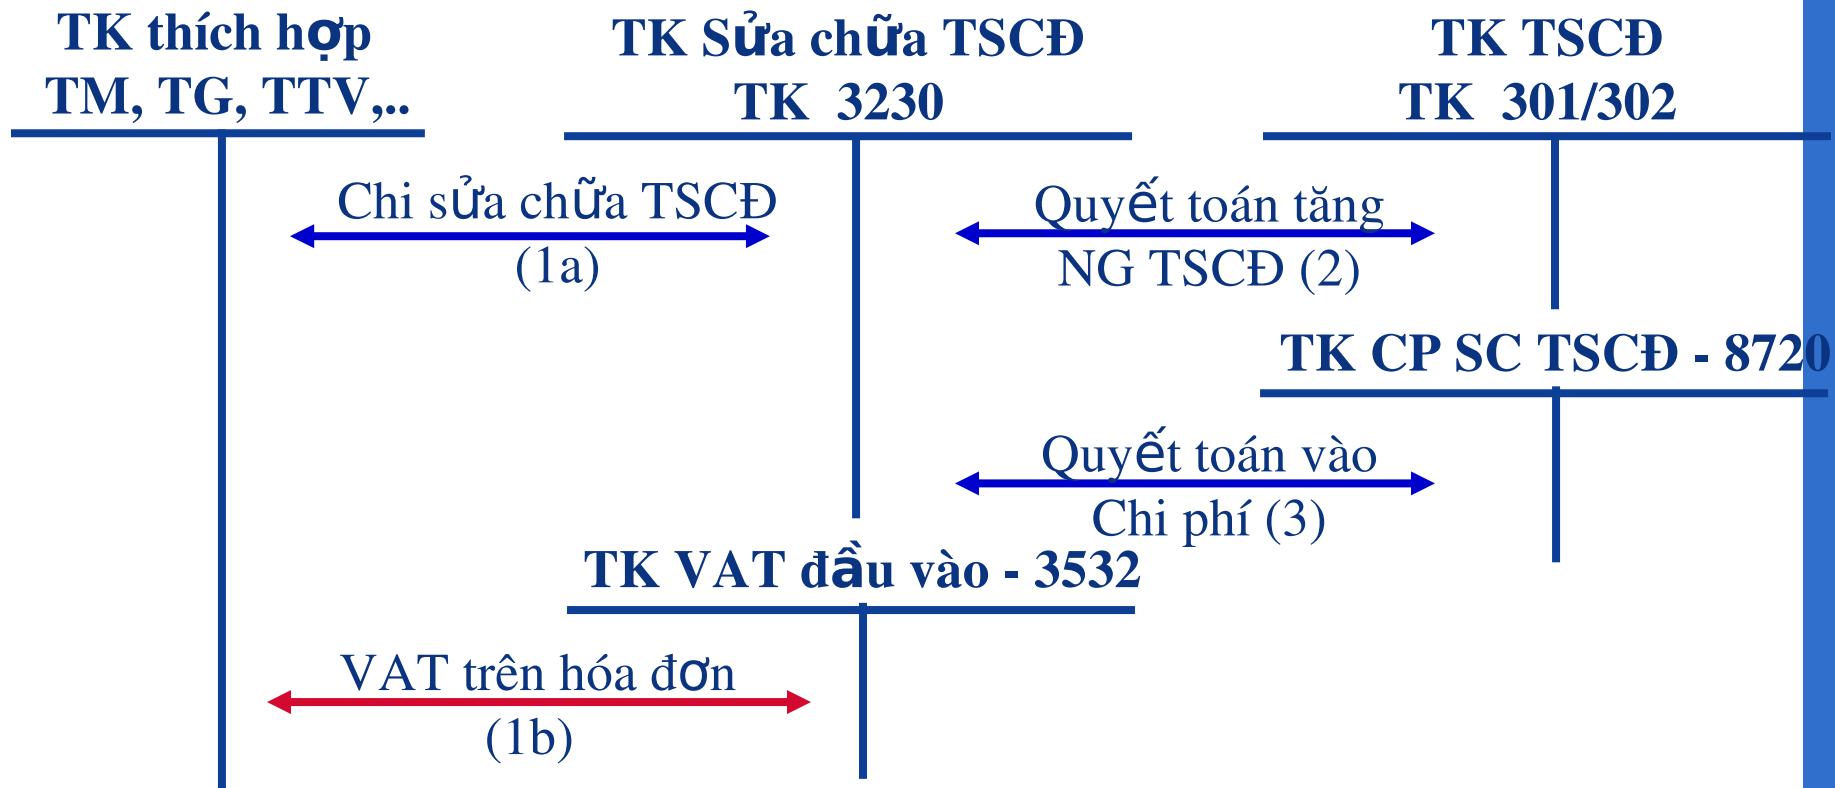 TK thích hợp
TM, TG, TTV,..
TK Sửa chữa TSCĐ
TK 3230
TK TSCĐ
TK 301/302
Chi sửa chữa TSCĐ
(1a)
Quyết toán tăng
NG TSCĐ (2)
TK CP SC TSCĐ - 8720
Quyết toán vào
Chi phí (3)
TK VAT đầu vào - 3532
VAT trên hóa đơn
(1b)